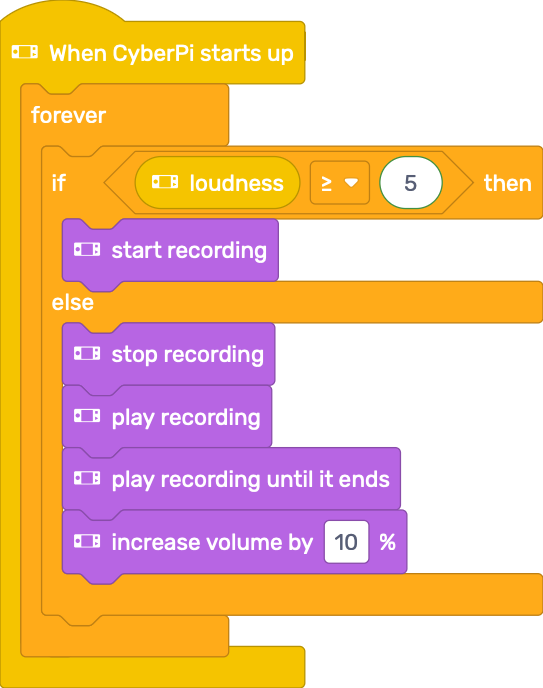 When CyberPi starts up
forever
if loudness ≥ 5 then
start recording
else
stop recording
play recording
play recording until it ends
increase volume by 10 %